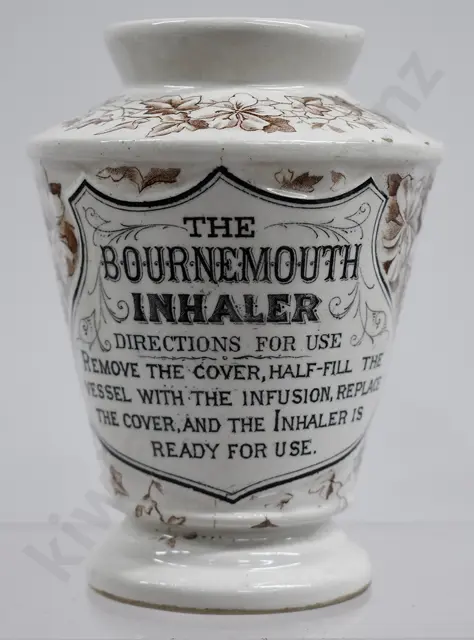 THE
BOURNEMOUTH
INHALER
DIRECTIONS FOR USE
REMOVE THE COVER, HALF-FILL THE
VESSEL WITH THE INFUSION, REPLACE
THE COVER, AND THE INHALER IS
READY FOR USE.